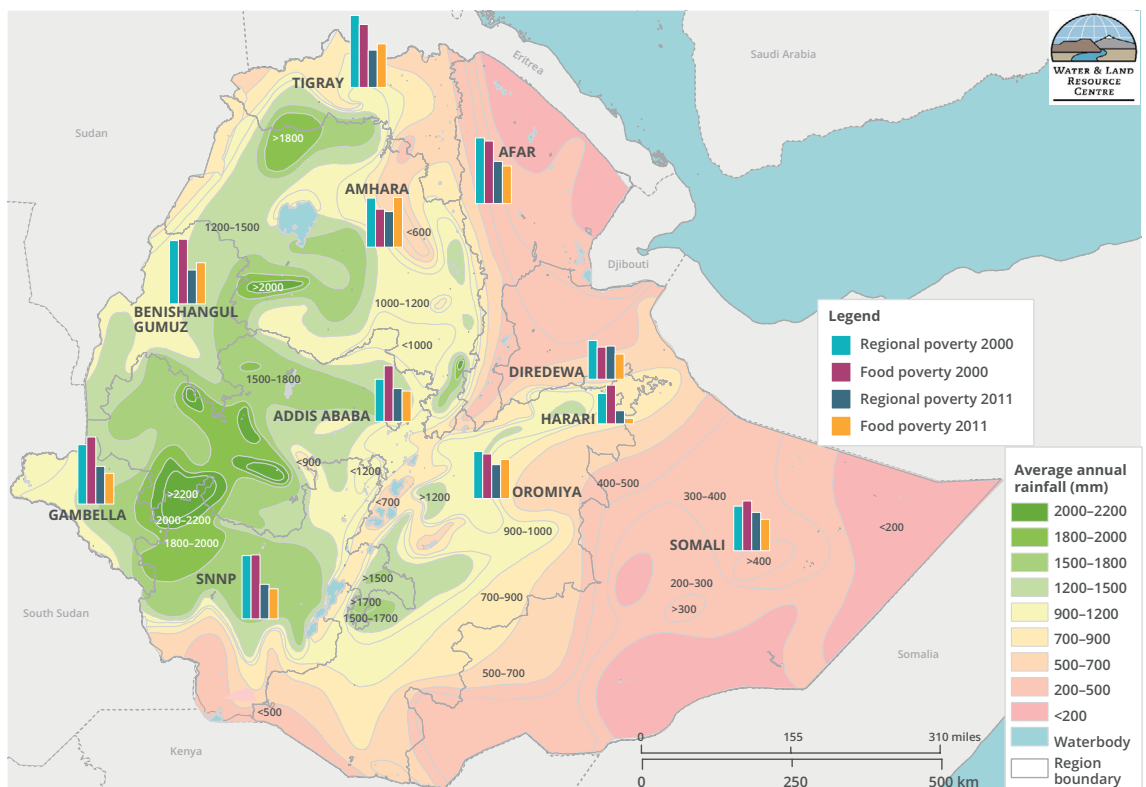 WATER & LAND
RESOURCE
CENTRE
Saudi Arabia
Eritrea
Sudan
TIGRAY
>1800
AFAR
AMHARA
1200–1500
<600
Djibouti
>2000
BENISHANGUL
GUMUZ
1000–1200
<1000
1500–1800
DIREDEWA
ADDIS ABABA
HARARI
<900
<1200
>2200
<700
>1200
OROMIYA
400–500
300–400
<200
GAMBELLA
2000–2200
900–1000
1800–2000
SOMALI
>400
SNNP
>1500
200–300
700–900
>1700
>300
1500–1700
South Sudan
Somalia
500–700
<500
Kenya
Legend
Regional poverty 2000
Food poverty 2000
Regional poverty 2011
Food poverty 2011
Average annual
rainfall (mm)
2000–2200
1800–2000
1500–1800
1200–1500
900–1200
700–900
500–700
200–500
<200
Waterbody
Region
boundary
0 155 310 miles
0 250 500 km